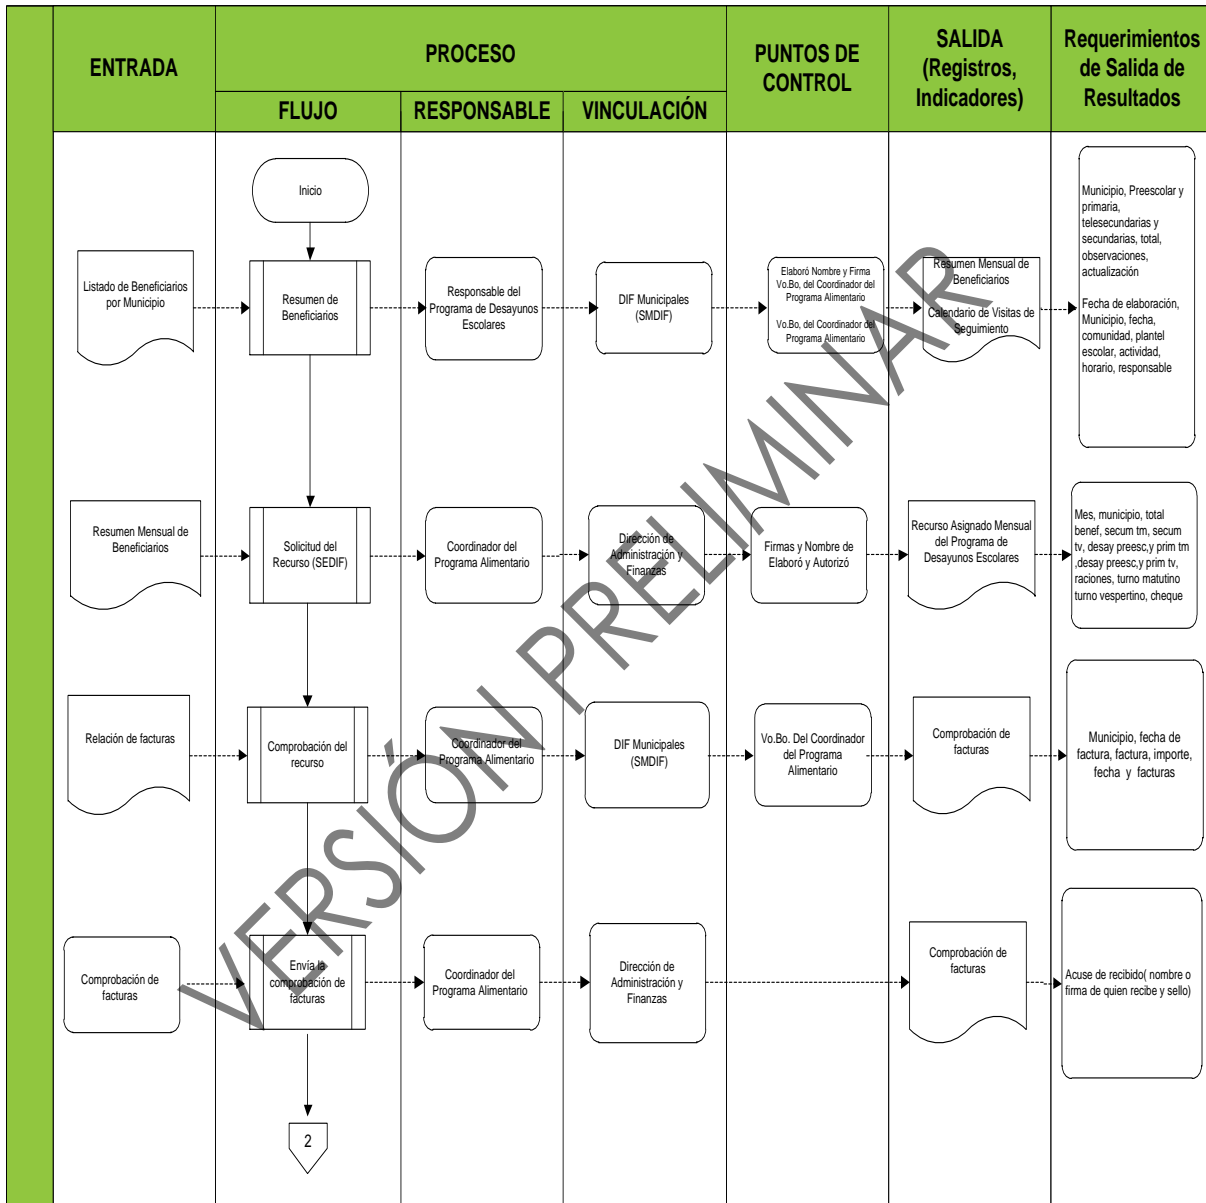 ENTRADA
PROCESO
PUNTOS DE
CONTROL
SALIDA
(Registros,
Indicadores)
Requerimientos
de Salida de
Resultados
FLUJO
RESPONSABLE
VINCULACIÓN
Inicio
Listado de Beneficiarios
por Municipio
Resumen de
Beneficiarios
Responsable del
Programa de Desayunos
Escolares
DIF Municipales
(SMDIF)
Elaboró Nombre y Firma
Vo.Bo, del Coordinador del
Programa Alimentario
Vo.Bo, del Coordinador del
Programa Alimentario
Resumen Mensual de
Beneficiarios
Calendario de Visitas de
Seguimiento
Municipio, Preescolar y
primaria,
telesecundarias y
secundarias, total,
observaciones,
actualización
Fecha de elaboración,
Municipio, fecha,
comunidad, plantel
escolar, actividad,
horario, responsable
Resumen Mensual de
Beneficiarios
Solicitud del
Recurso (SEDIF)
Coordinador del
Programa Alimentario
Dirección de
Administración y
Finanzas
Firmas y Nombre de
Elaboró y Autorizó
Recurso Asignado Mensual
del Programa de
Desayunos Escolares
Mes, municipio, total
benef, secum tm, secum
tv, desay preesc,y prim tm
,desay preesc,y prim tv,
raciones, turno matutino
turno vespertino, cheque
Relación de facturas
Comprobación del
recurso
Coordinador del
Programa Alimentario
DIF Municipales
(SMDIF)
Vo.Bo. Del Coordinador
del Programa
Alimentario
Comprobación de
facturas
Municipio, fecha de
factura, factura, importe,
fecha y facturas
Comprobación de
facturas
Envía la
comprobación de
facturas
Coordinador del
Programa Alimentario
Dirección de
Administración y
Finanzas
Comprobación de
facturas
Acuse de recibido( nombre o
firma de quien recibe y sello)
2
VERSIÓN PRELIMINAR